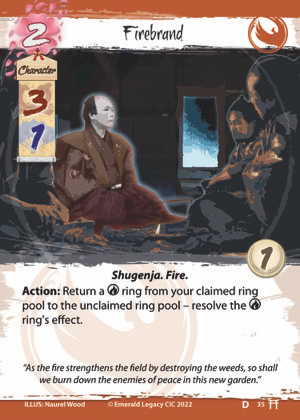 2
Firebrand
Character
3
1
1
Shugenja. Fire.
Action: Return a ring from your claimed ring
pool to the unclaimed ring pool – resolve the
ring's effect.
"As the fire strengthens the field by destroying the weeds, so shall
we burn down the enemies of peace in this new garden."
ILLUS: Naurel Wood © Emerald Legacy CIC 2022 D 35